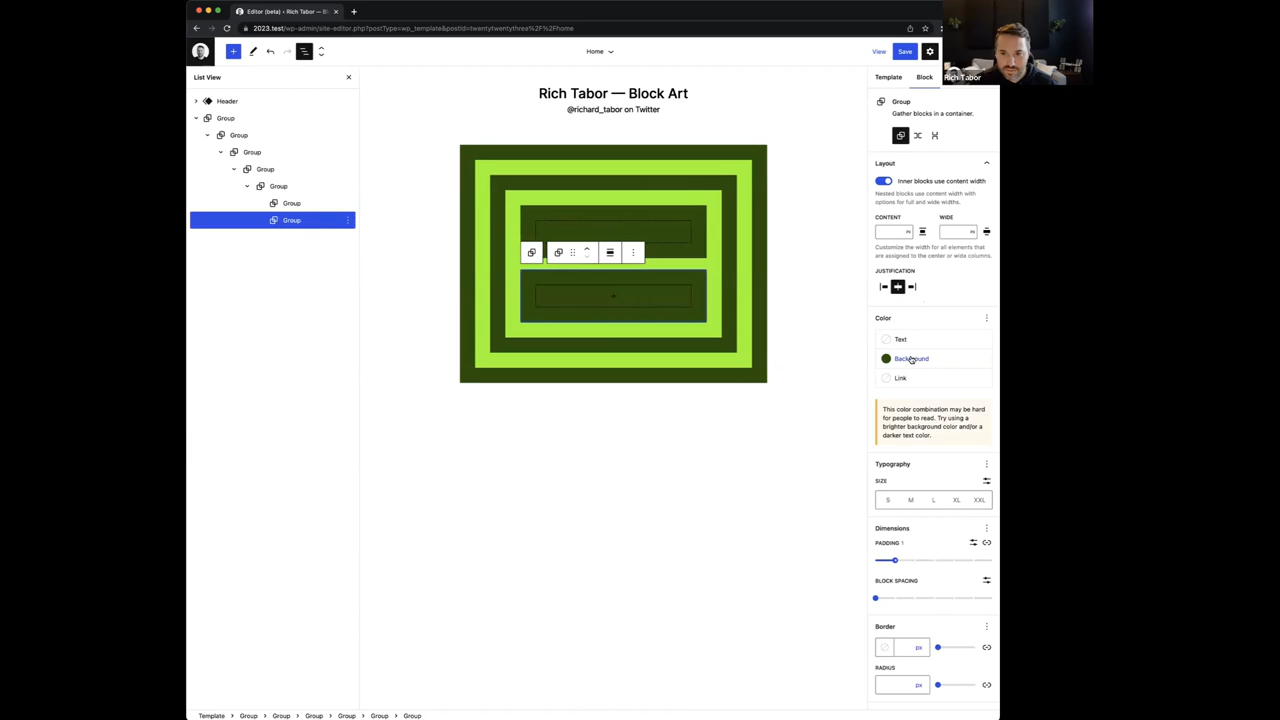 Editor (beta) ‹ Rich Tabor — Bl
2023.test/wp-admin/site-editor.php?postType=wp_template&postId=twentytwentythree%2F%2Fhome
Home
View
Save
Rich Tabor
List View
Header
Group
Group
Group
Group
Group
Group
Group
Rich Tabor — Block Art
@richard_tabor on Twitter
Template
Block
Group
Gather blocks in a container.
Layout
Inner blocks use content width
Nested blocks use content width with
options for full and wide widths.
CONTENT
WIDE
PX
PX
Customize the width for all elements
that are assigned to the center or wide columns.
JUSTIFICATION
Color
Text
Background
Link
This color combination may be hard
for people to read. Try using a
brighter background color and/or a
darker text color.
Typography
SIZE
S M L XL XXL
Dimensions
PADDING 1
BLOCK SPACING
Border
px
RADIUS
px
Template > Group > Group > Group > Group > Group > Group